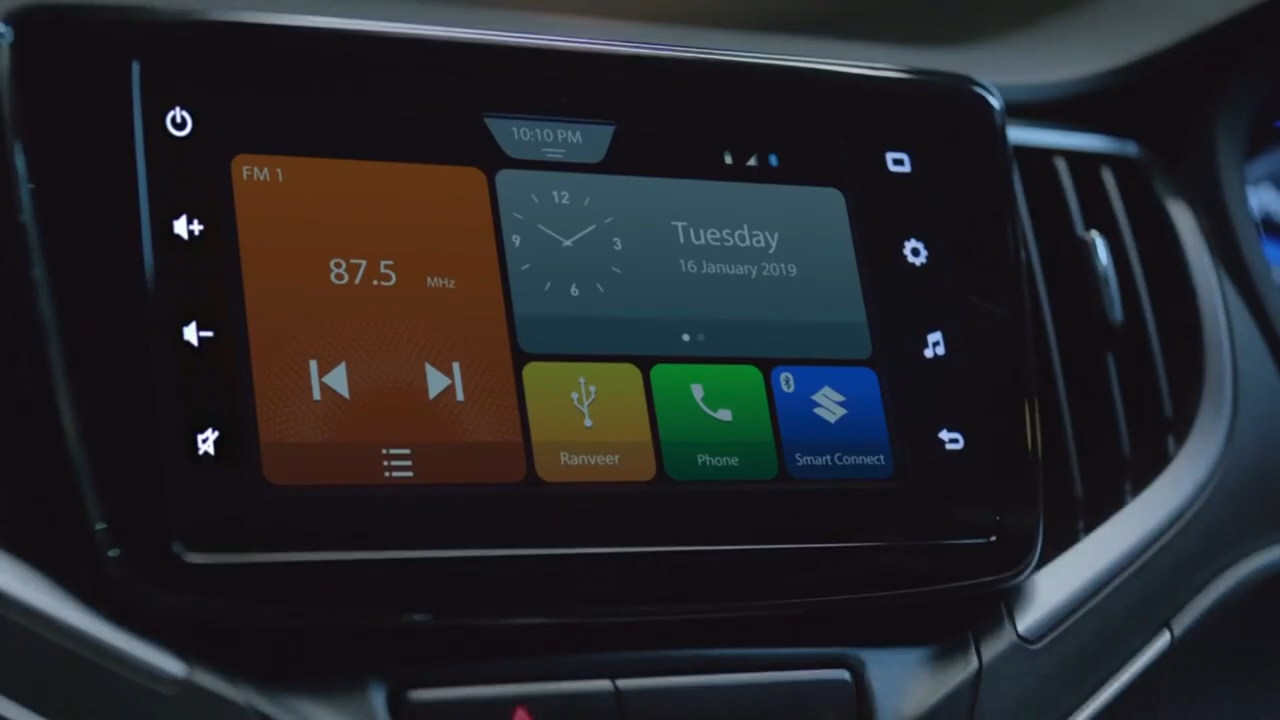 10:10 PM
FM 1
87.5 MHz
12
9
3
6
Tuesday
16 January 2019
Ranveer
Phone
Smart Connect